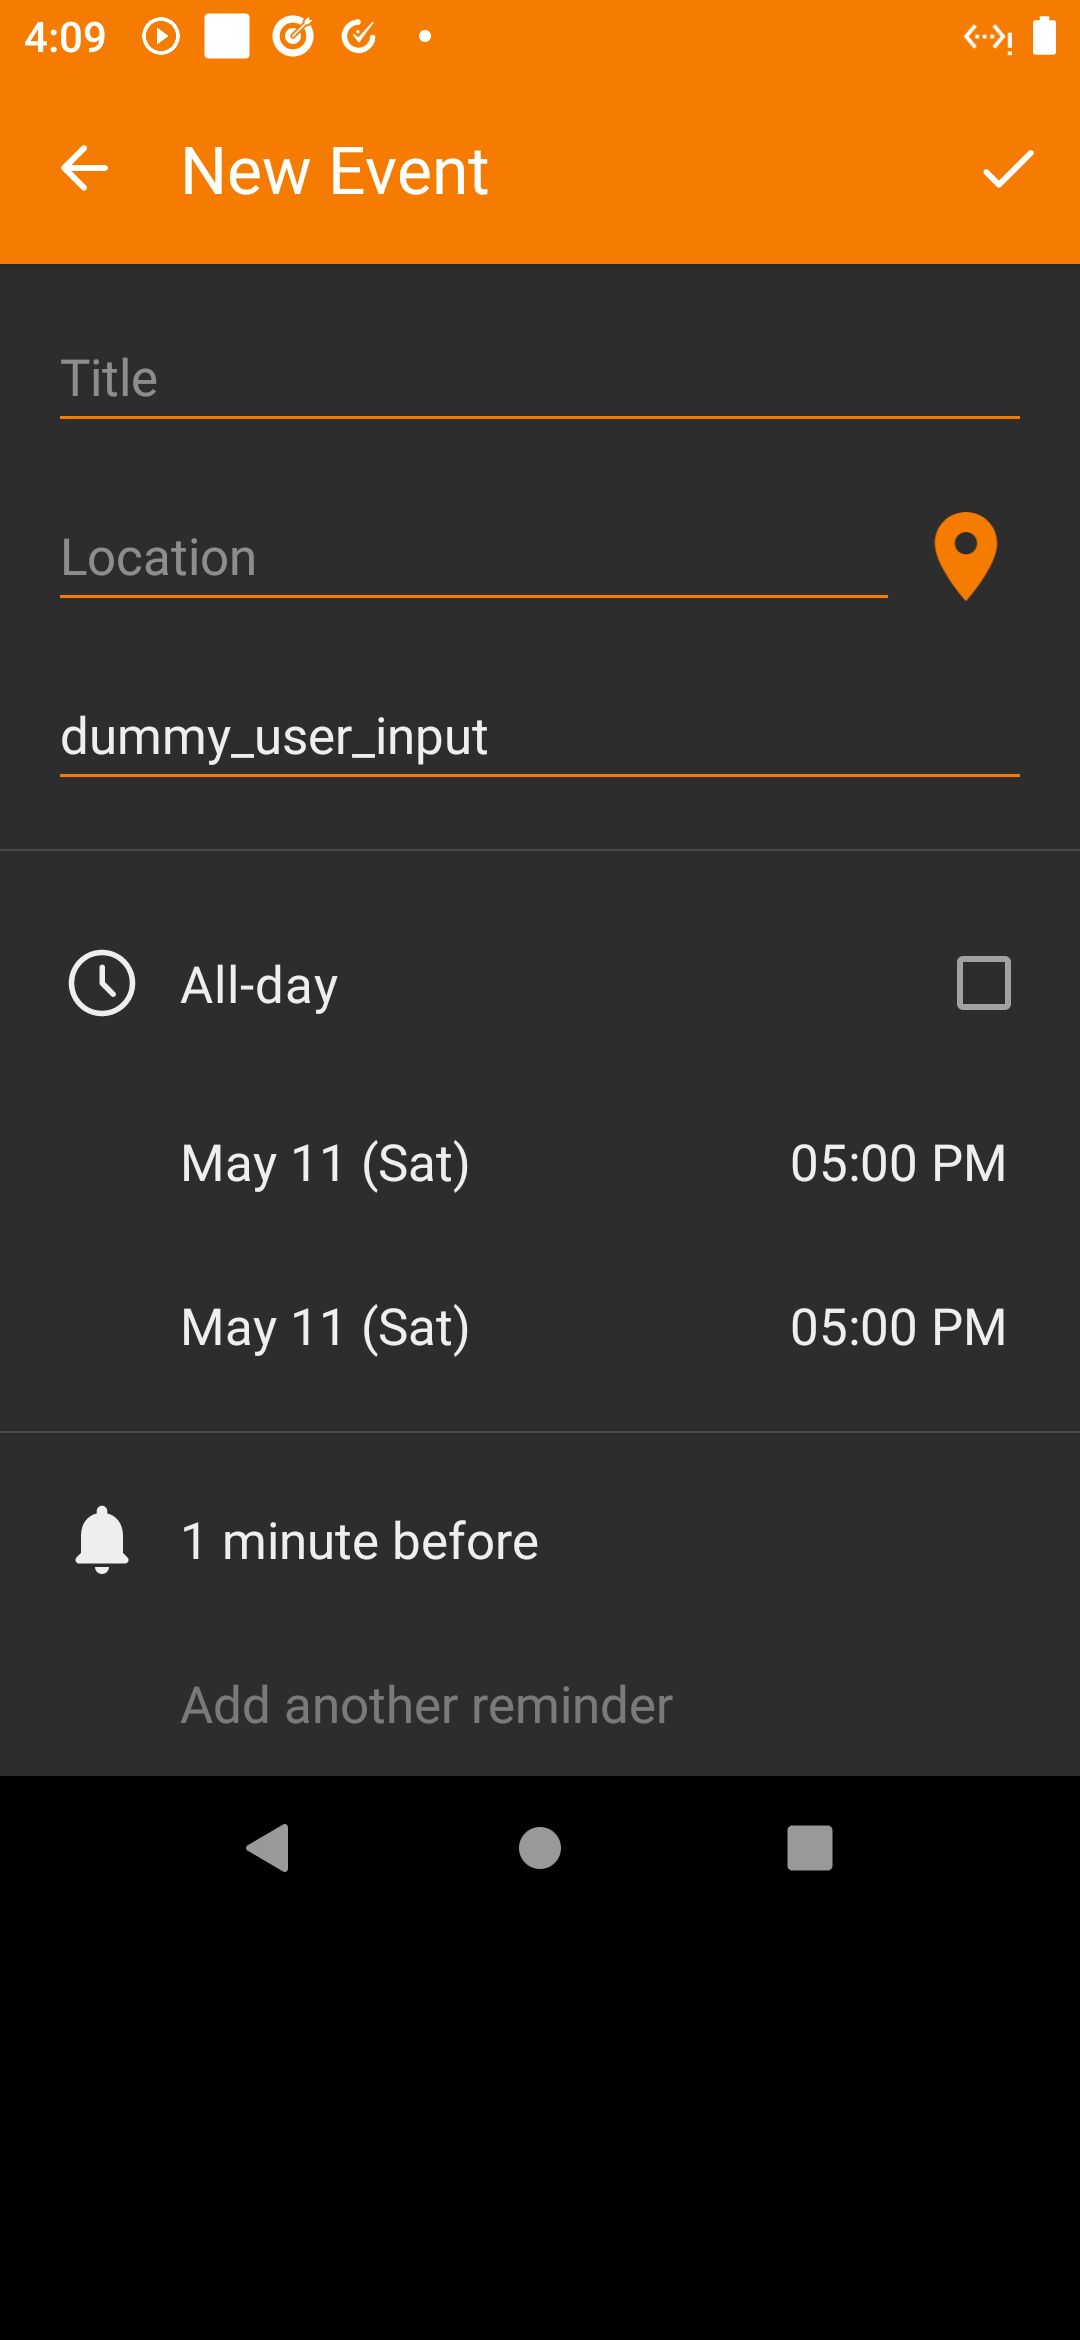 4:09
New Event
Title
Location
dummy_user_input
All-day
May 11 (Sat) 05:00 PM
May 11 (Sat) 05:00 PM
1 minute before
Add another reminder